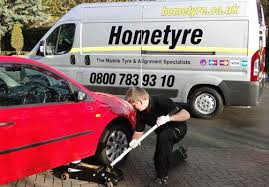 hometyre.co.uk
Hometyre
The Mobile Tyre & Alignment Specialists
0800 783 93 10